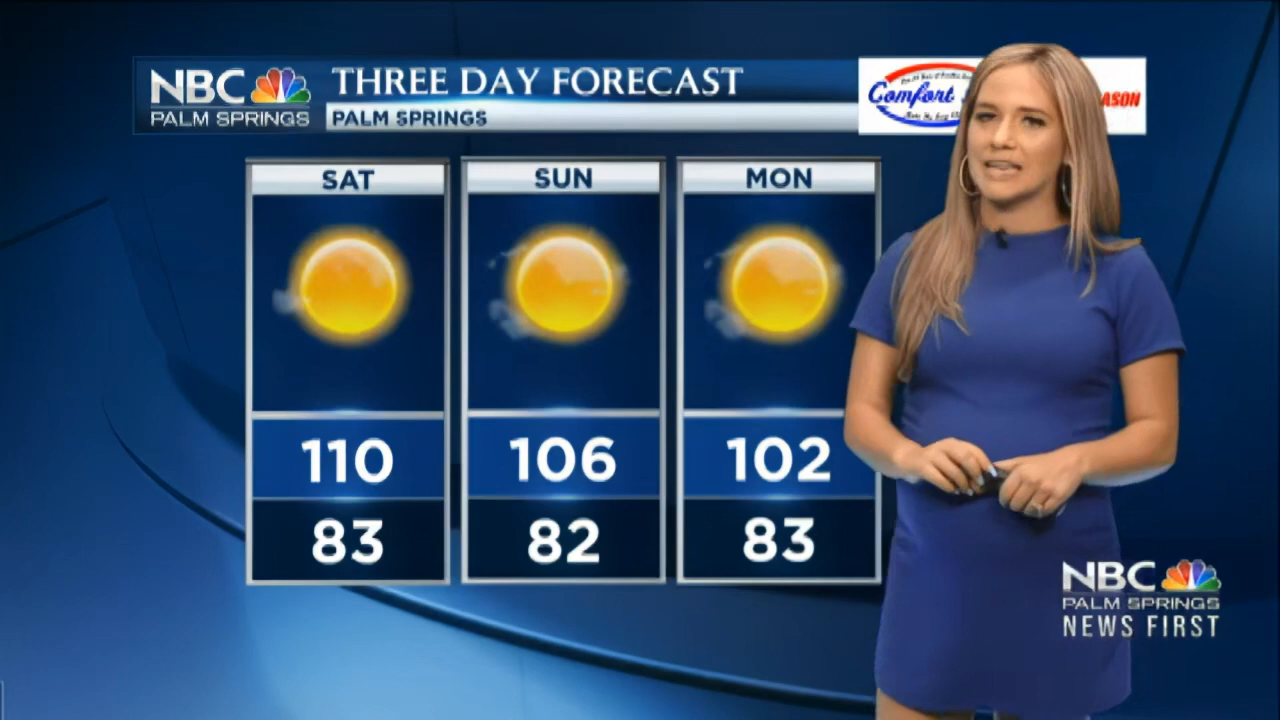 NBC
PALM SPRINGS
THREE DAY FORECAST
PALM SPRINGS
Comfort
ASON
SAT
SUN
MON
110
106
102
83
82
83
NBC
PALM SPRINGS
NEWS FIRST